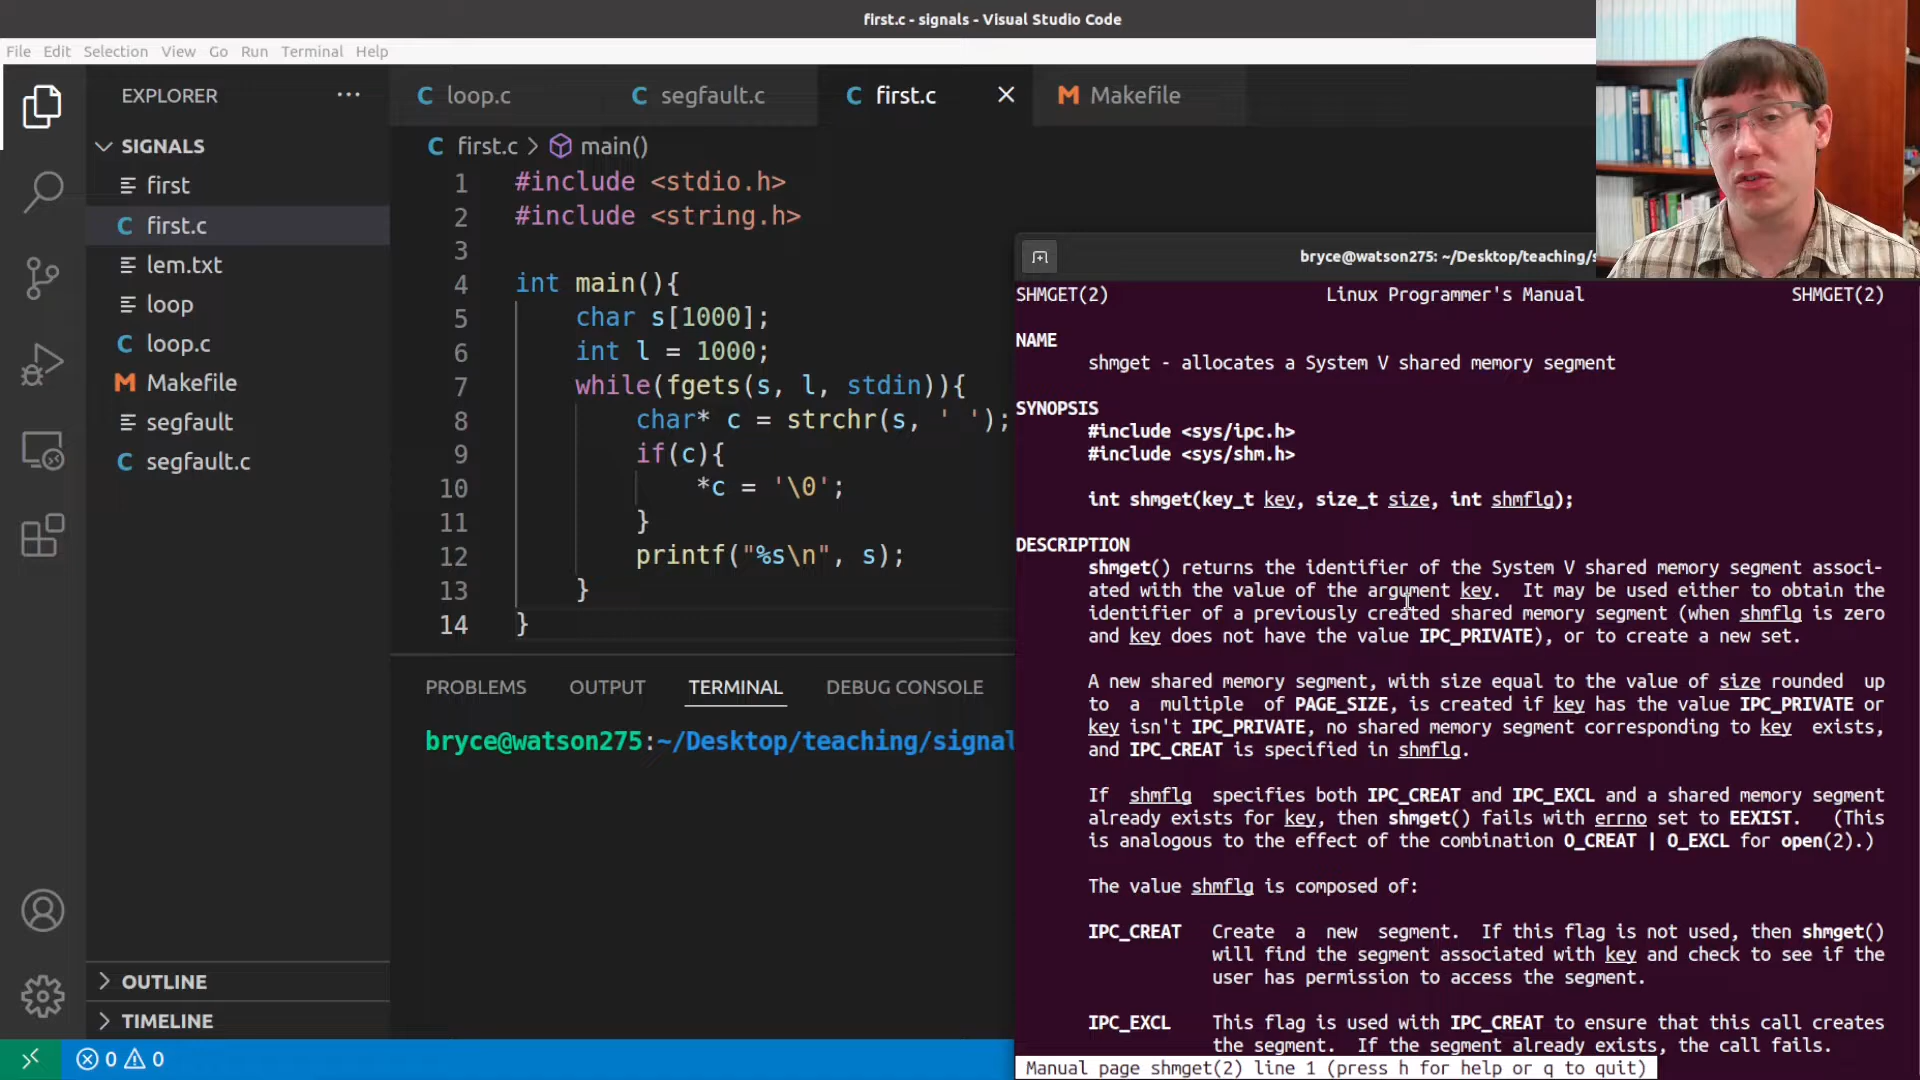 first.c - signals - Visual Studio Code
File Edit Selection View Go Run Terminal Help
EXPLORER
SIGNALS
first
first.c
lem.txt
loop
loop.c
Makefile
segfault
segfault.c
OUTLINE
TIMELINE
loop.c segfault.c first.c Makefile
first.c > main()
1 #include <stdio.h>
2 #include <string.h>
3
4 int main(){
5 char s[1000];
6 int l = 1000;
7 while(fgets(s, l, stdin)){
8 char* c = strchr(s, ' ');
9 if(c){
10 *c = '\0';
11 }
12 printf("%s\n", s);
13 }
14 }
PROBLEMS OUTPUT TERMINAL DEBUG CONSOLE
bryce@watson275:~/Desktop/teaching/signal
0 0
bryce@watson275: ~/Desktop/teaching/s
SHMGET(2) Linux Programmer's Manual SHMGET(2)
NAME
shmget - allocates a System V shared memory segment
SYNOPSIS
#include <sys/ipc.h>
#include <sys/shm.h>
int shmget(key_t key, size_t size, int shmflg);
DESCRIPTION
shmget() returns the identifier of the System V shared memory segment associ-
ated with the value of the argument key. It may be used either to obtain the
identifier of a previously created shared memory segment (when shmflg is zero
and key does not have the value IPC_PRIVATE), or to create a new set.
A new shared memory segment, with size equal to the value of size rounded up
to a multiple of PAGE_SIZE, is created if key has the value IPC_PRIVATE or
key isn't IPC_PRIVATE, no shared memory segment corresponding to key exists,
and IPC_CREAT is specified in shmflg.
If shmflg specifies both IPC_CREAT and IPC_EXCL and a shared memory segment
already exists for key, then shmget() fails with errno set to EEXIST. (This
is analogous to the effect of the combination O_CREAT | O_EXCL for open(2).)
The value shmflg is composed of:
IPC_CREAT Create a new segment. If this flag is not used, then shmget()
will find the segment associated with key and check to see if the
user has permission to access the segment.
IPC_EXCL This flag is used with IPC_CREAT to ensure that this call creates
the segment. If the segment already exists, the call fails.
Manual page shmget(2) line 1 (press h for help or q to quit)